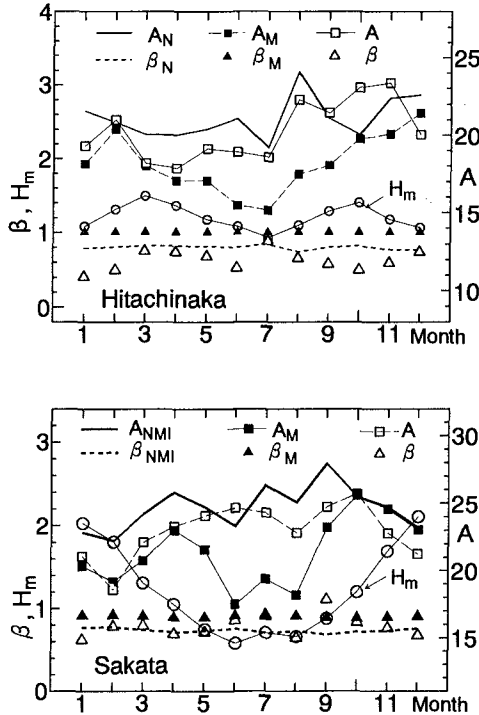 A_N A_M A
β_N β_M β
4
3
2
1
0
β, H_m
25
20
15
10
A
H_m
Hitachinaka
1 3 5 7 9 11 Month
A_NMI A_M A
β_NMI β_M β
3
2
1
0
β, H_m
30
25
20
15
A
H_m
Sakata
1 3 5 7 9 11 Month